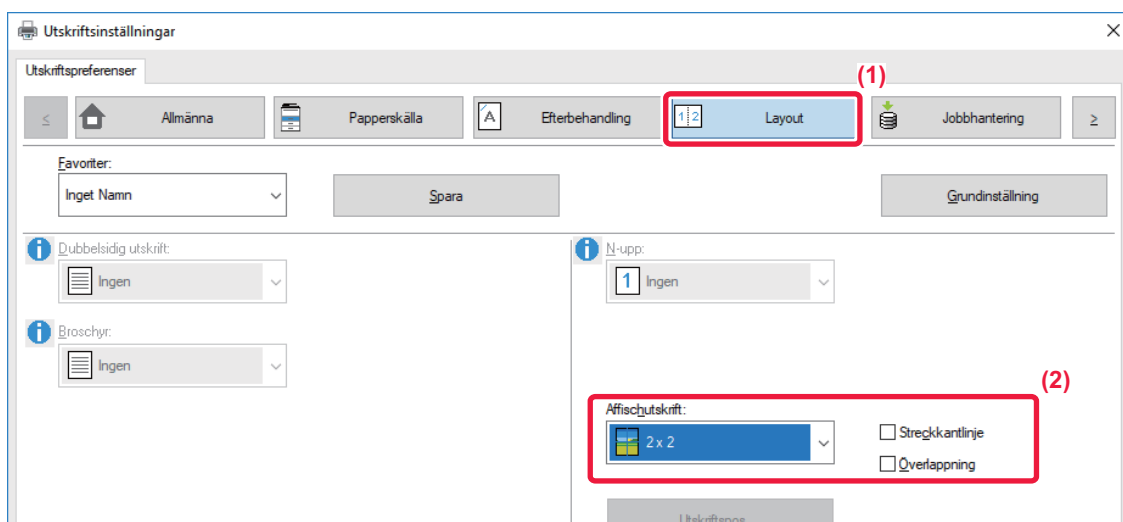 Utskriftsinställningar
Utskriftspreferenser
(1)
< Allmänna Papperskälla A Efterbehandling 1 2 Layout Jobbhantering >
Favoriter:
Inget Namn Spara Grundinställning
Dubbelsidig utskrift: N-upp:
Ingen 1 Ingen
Broschyr:
Ingen
(2)
Affischutskrift:
2 x 2 Streckkantlinje
Överlappning
Utskriftspos